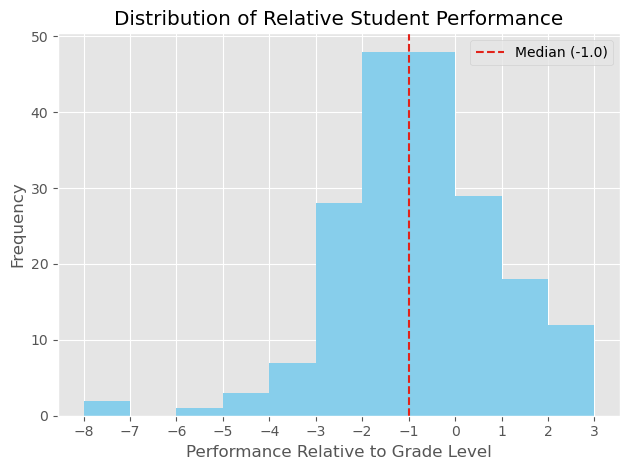 Distribution of Relative Student Performance
Median (-1.0)
50
40
30
20
10
0
Frequency
−8 −7 −6 −5 −4 −3 −2 −1 0 1 2 3
Performance Relative to Grade Level